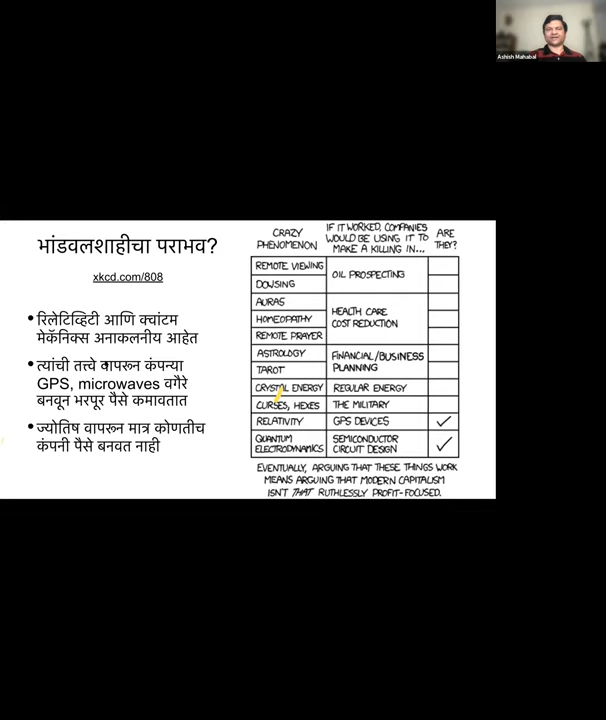 Ashish Mahabal
भांडवलशाहीचा पराभव?
xkcd.com/808
• रिलेटिव्हिटी आणि क्वांटम
मेकॅनिक्स अनाकलनीय आहेत
• त्यांची तत्त्वे वापरून कंपन्या
GPS, microwaves वगैरे
बनवून भरपूर पैसे कमावतात
• ज्योतिष वापरून मात्र कोणतीच
कंपनी पैसे बनवत नाही
CRAZY
PHENOMENON
IF IT WORKED, COMPANIES
WOULD BE USING IT TO
MAKE A KILLING IN...
ARE
THEY?
REMOTE VIEWING
DOWSING
OIL PROSPECTING
AURAS
HOMEOPATHY
REMOTE PRAYER
HEALTH CARE
COST REDUCTION
ASTROLOGY
TAROT
FINANCIAL/BUSINESS
PLANNING
CRYSTAL ENERGY
REGULAR ENERGY
CURSES, HEXES
THE MILITARY
RELATIVITY
GPS DEVICES
✓
QUANTUM
ELECTRODYNAMICS
SEMICONDUCTOR
CIRCUIT DESIGN
✓
EVENTUALLY, ARGUING THAT THESE THINGS WORK
MEANS ARGUING THAT MODERN CAPITALISM
ISN'T THAT RUTHLESSLY PROFIT-FOCUSED.